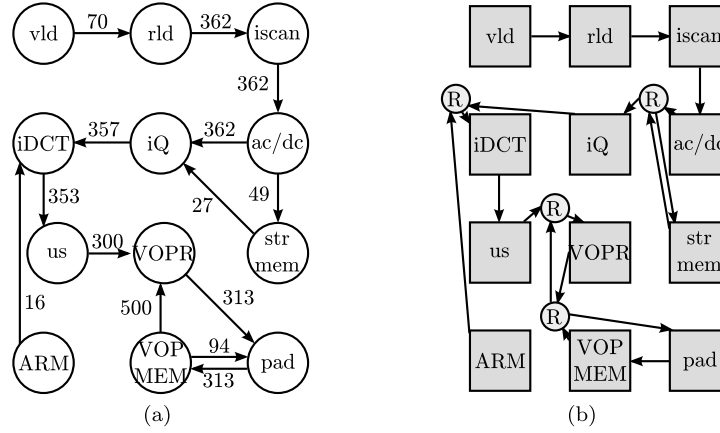 vld 70 rld 362 iscan
362
iDCT 357 iQ 362 ac/dc
353 27 49
us 300 VOPR str
mem
16 500 313
ARM VOP
MEM 94 pad
313
(a)
vld rld iscan
R R
iDCT iQ ac/dc
R
us VOPR str
mem
R
ARM VOP
MEM pad
(b)